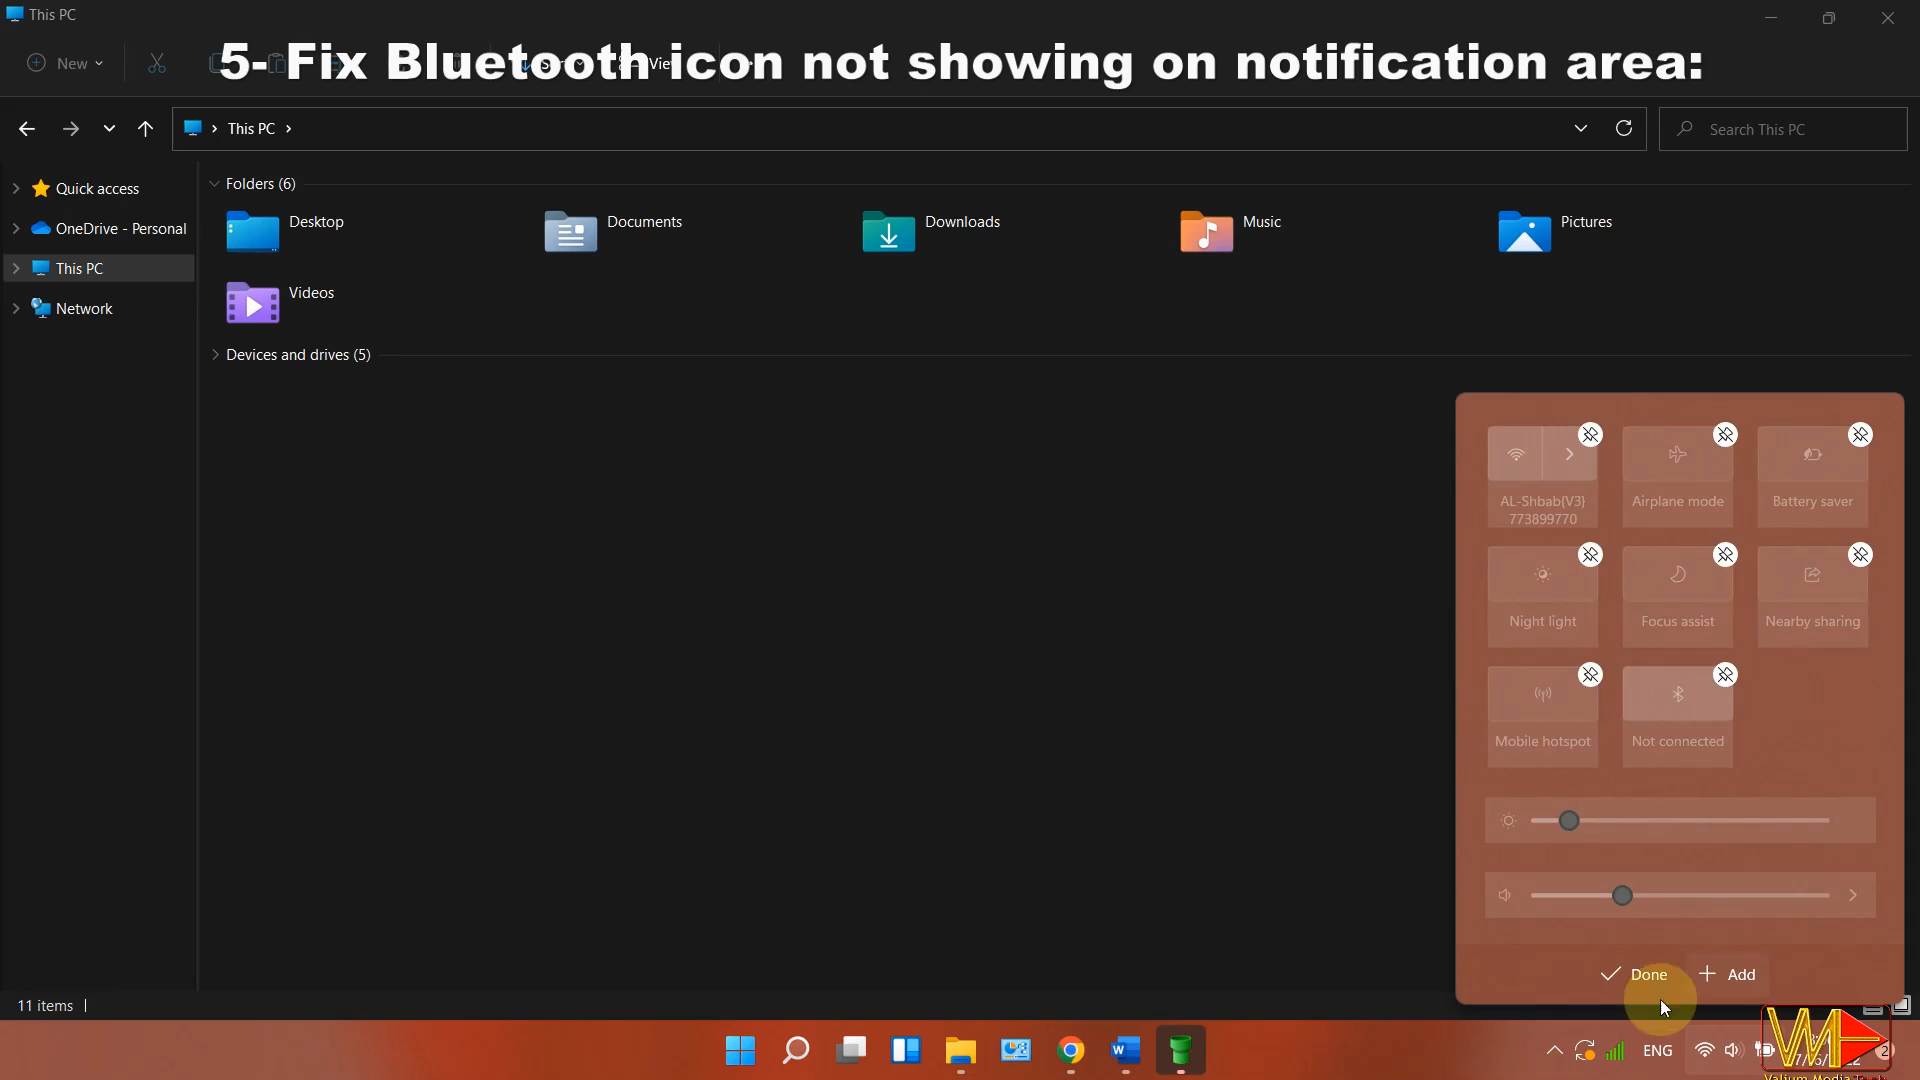 This PC
5- Fix Bluetooth icon not showing on notification area:
New
This PC
Search This PC
Quick access
OneDrive - Personal
This PC
Network
Folders (6)
Desktop
Documents
Downloads
Music
Pictures
Videos
Devices and drives (5)
AL-Shbab{V3}
773899770
Airplane mode
Battery saver
Night light
Focus assist
Nearby sharing
Mobile hotspot
Not connected
Done
Add
11 items
ENG
2